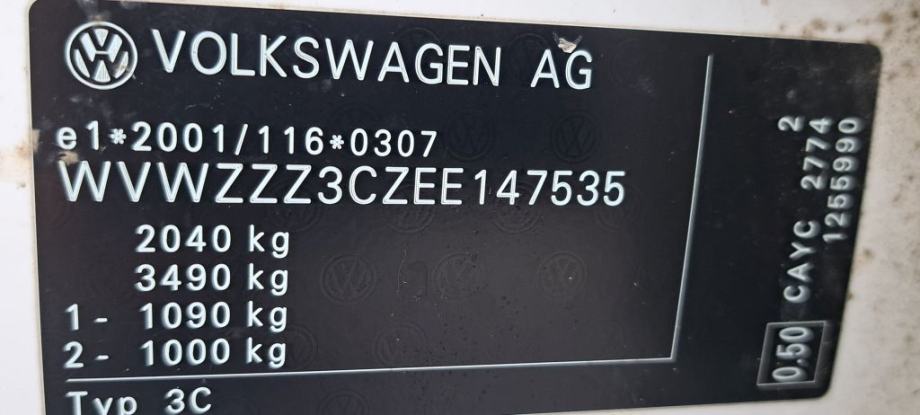 VOLKSWAGEN AG
e1*2001/116*0307
WVWZZZ3CZEE147535
2040 kg
3490 kg
1- 1090 kg
2- 1000 kg
Typ 3C
0.50 CAYC 2774 2
1255990